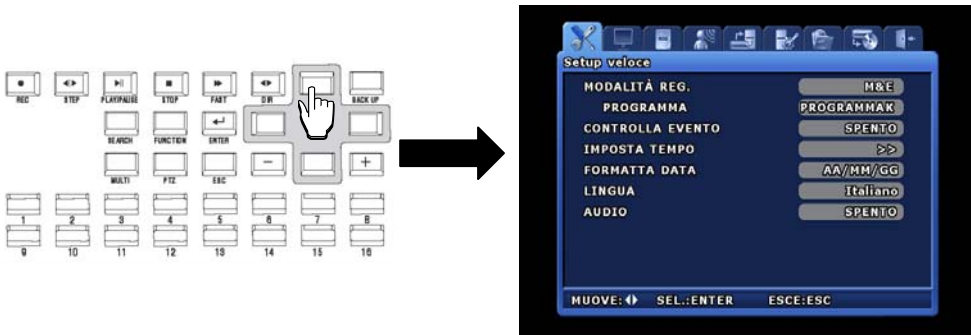 REC STEP PLAY/PAUSE STOP FAST DIR BACK UP
SEARCH FUNCTION ENTER
MULTI PTZ ESC − +
1 2 3 4 5 6 7 8
9 10 11 12 13 14 15 16
Setup veloce
MODALITÀ REG. M&E
PROGRAMMA PROGRAMMAK
CONTROLLA EVENTO SPENTO
IMPOSTA TEMPO >>
FORMATTA DATA AA/MM/GG
LINGUA Italiano
AUDIO SPENTO
MUOVE: SEL.:ENTER ESCE:ESC